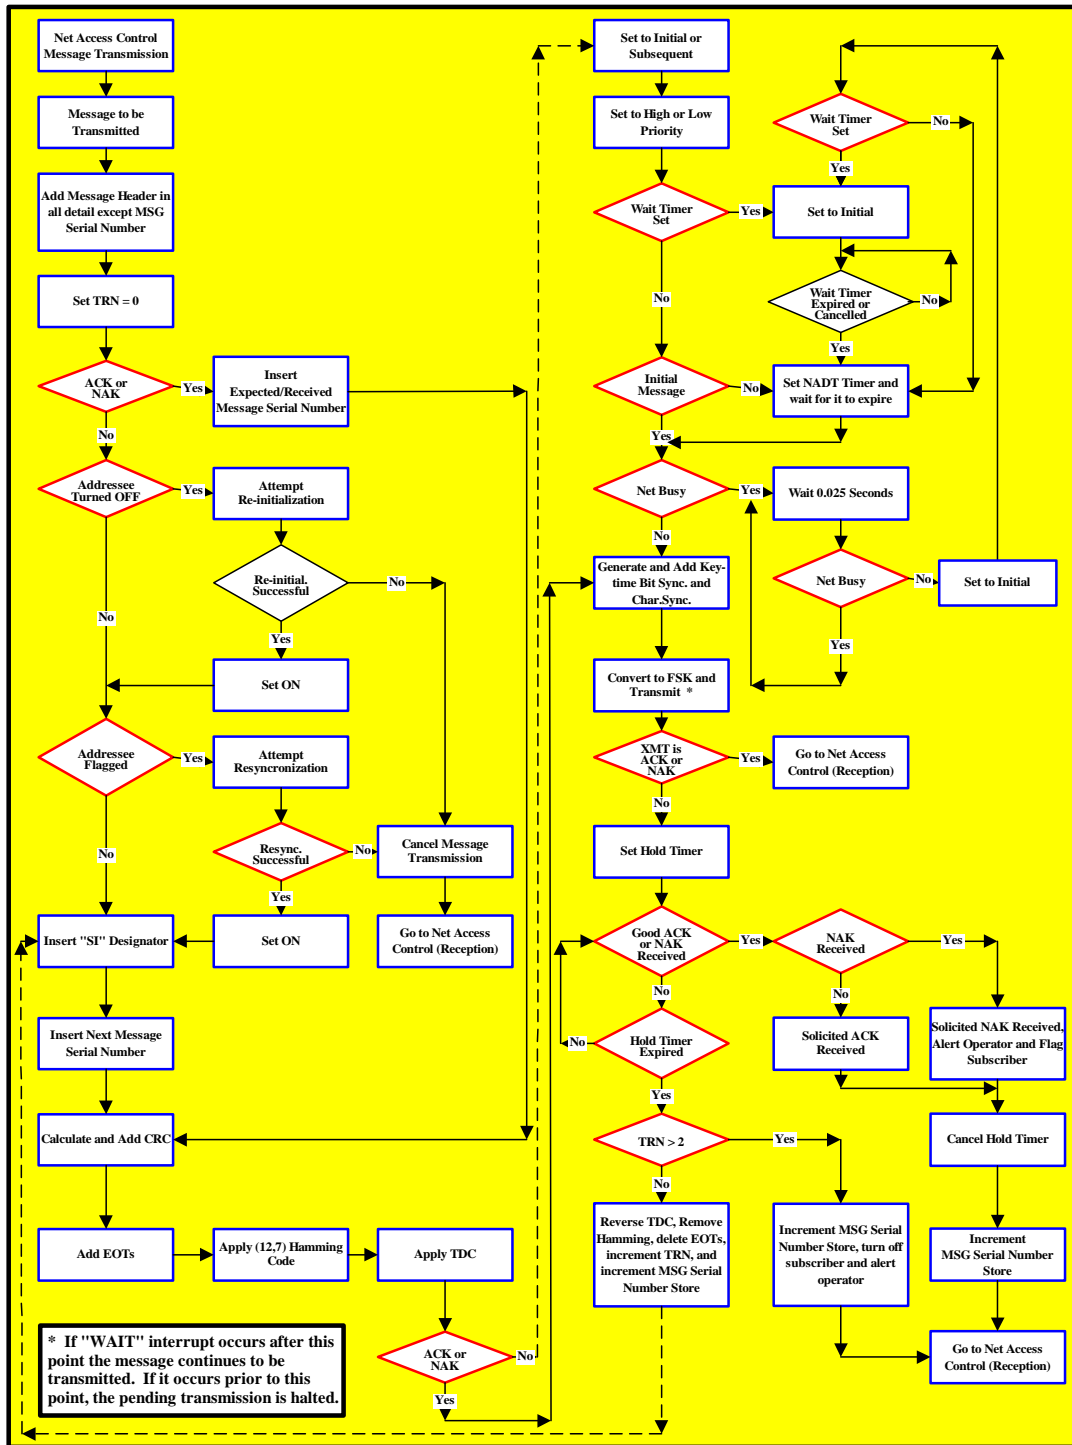 Net Access Control
Message Transmission
Message to be
Transmitted
Add Message Header in
all detail except MSG
Serial Number
Set TRN = 0
ACK or
NAK
Yes
No
Insert
Expected/Received
Message Serial Number
Addressee
Turned OFF
Yes
No
Attempt
Re-initialization
Re-initial.
Successful
No
Yes
Set ON
Addressee
Flagged
Yes
No
Attempt
Resyncronization
Resync.
Successful
No
Yes
Cancel Message
Transmission
Go to Net Access
Control (Reception)
Set ON
Insert "SI" Designator
Insert Next Message
Serial Number
Calculate and Add CRC
Add EOTs
Apply (12,7) Hamming
Code
Apply TDC
ACK or
NAK
No
Yes
* If "WAIT" interrupt occurs after this
point the message continues to be
transmitted. If it occurs prior to this
point, the pending transmission is halted.
Set to Initial or
Subsequent
Set to High or Low
Priority
Wait Timer
Set
Yes
No
Wait Timer
Set
No
Yes
Set to Initial
Wait Timer
Expired or
Cancelled
No
Yes
Initial
Message
No
Yes
Set NADT Timer and
wait for it to expire
Net Busy
Yes
No
Wait 0.025 Seconds
Net Busy
No
Yes
Set to Initial
Generate and Add Key-
time Bit Sync. and
Char.Sync.
Convert to FSK and
Transmit *
XMT is
ACK or
NAK
Yes
No
Go to Net Access
Control (Reception)
Set Hold Timer
Good ACK
or NAK
Received
Yes
No
NAK
Received
Yes
No
Solicited ACK
Received
Solicited NAK Received,
Alert Operator and Flag
Subscriber
Hold Timer
Expired
No
Yes
Cancel Hold Timer
TRN > 2
Yes
No
Reverse TDC, Remove
Hamming, delete EOTs,
increment TRN, and
increment MSG Serial
Number Store
Increment MSG Serial
Number Store, turn off
subscriber and alert
operator
Increment
MSG Serial Number
Store
Go to Net Access
Control (Reception)